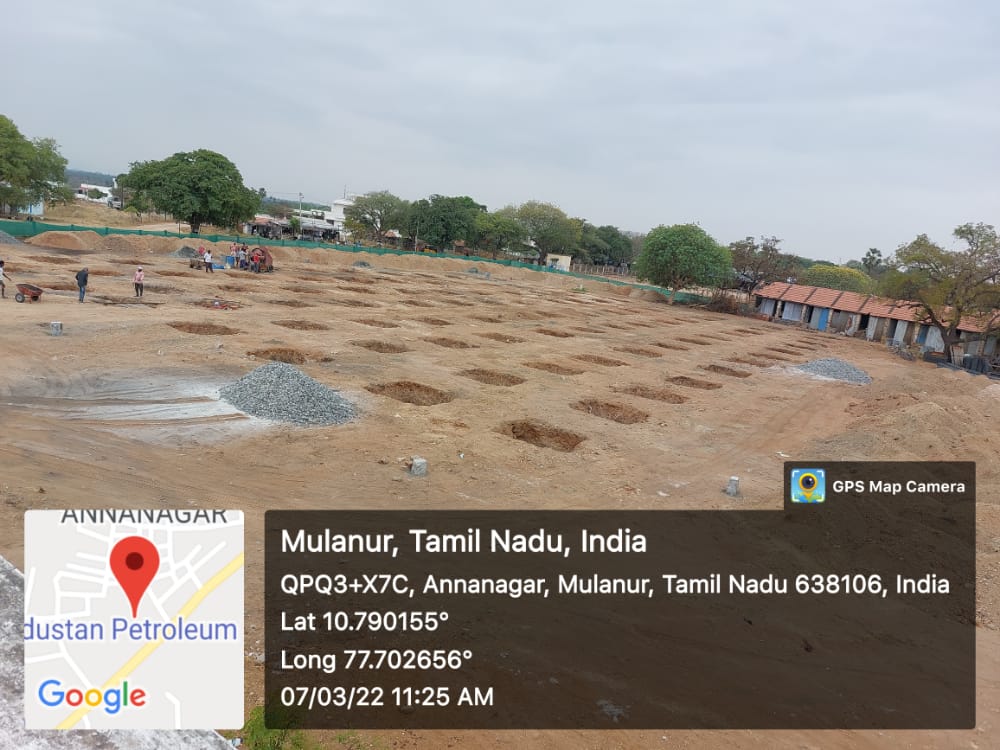 GPS Map Camera
ANNANAGAR
dustan Petroleum
Google
Mulanur, Tamil Nadu, India
QPQ3+X7C, Annanagar, Mulanur, Tamil Nadu 638106, India
Lat 10.790155°
Long 77.702656°
07/03/22 11:25 AM